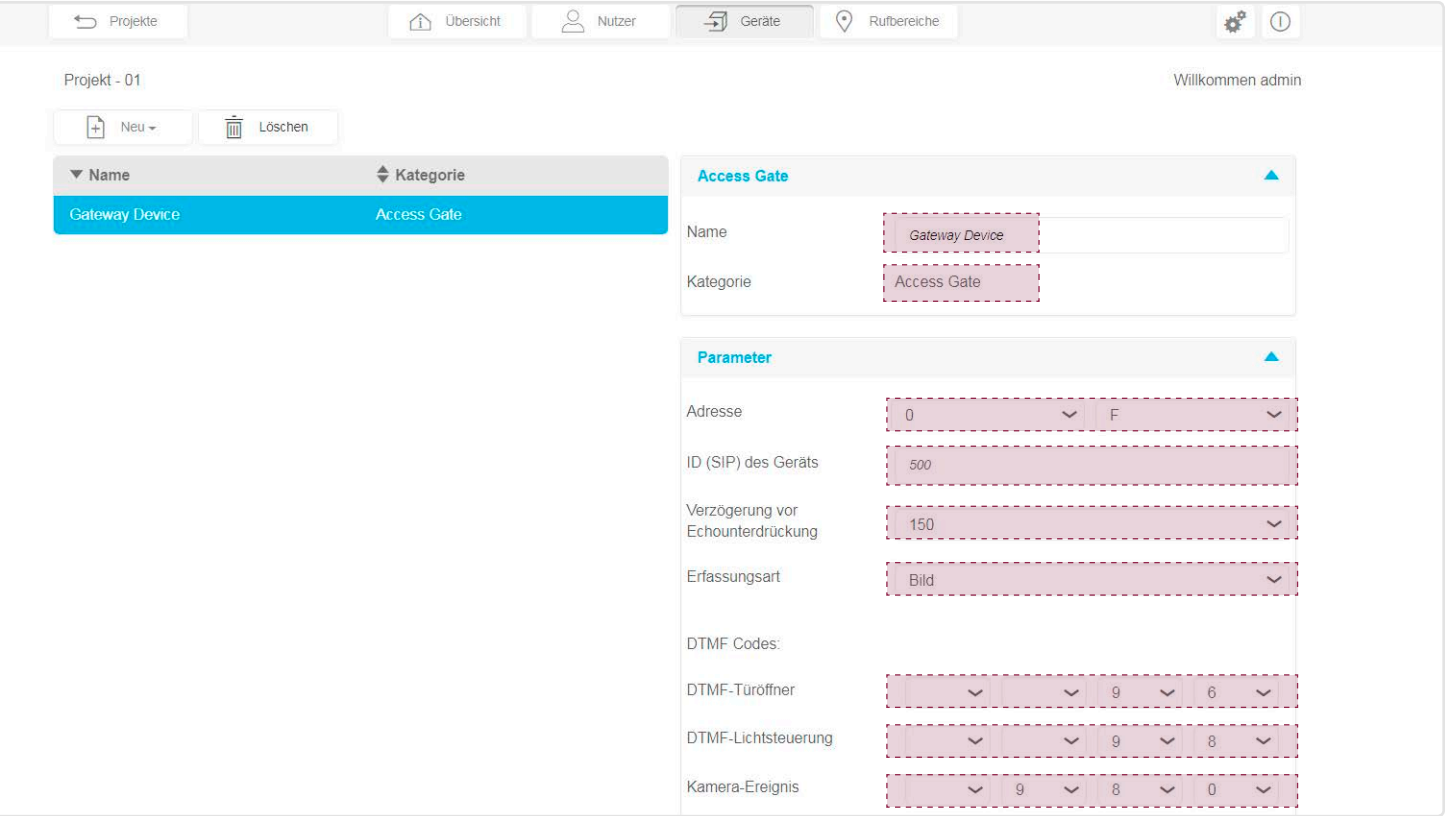 Projekte Übersicht Nutzer Geräte Rufbereiche
Projekt - 01 Willkommen admin
Neu Löschen
Name Kategorie
Gateway Device Access Gate
Access Gate
Name Gateway Device
Kategorie Access Gate
Parameter
Adresse 0 F
ID (SIP) des Geräts 500
Verzögerung vor
Echounterdrückung 150
Erfassungsart Bild
DTMF Codes:
DTMF-Türöffner 9 6
DTMF-Lichtsteuerung 9 8
Kamera-Ereignis 9 8 0